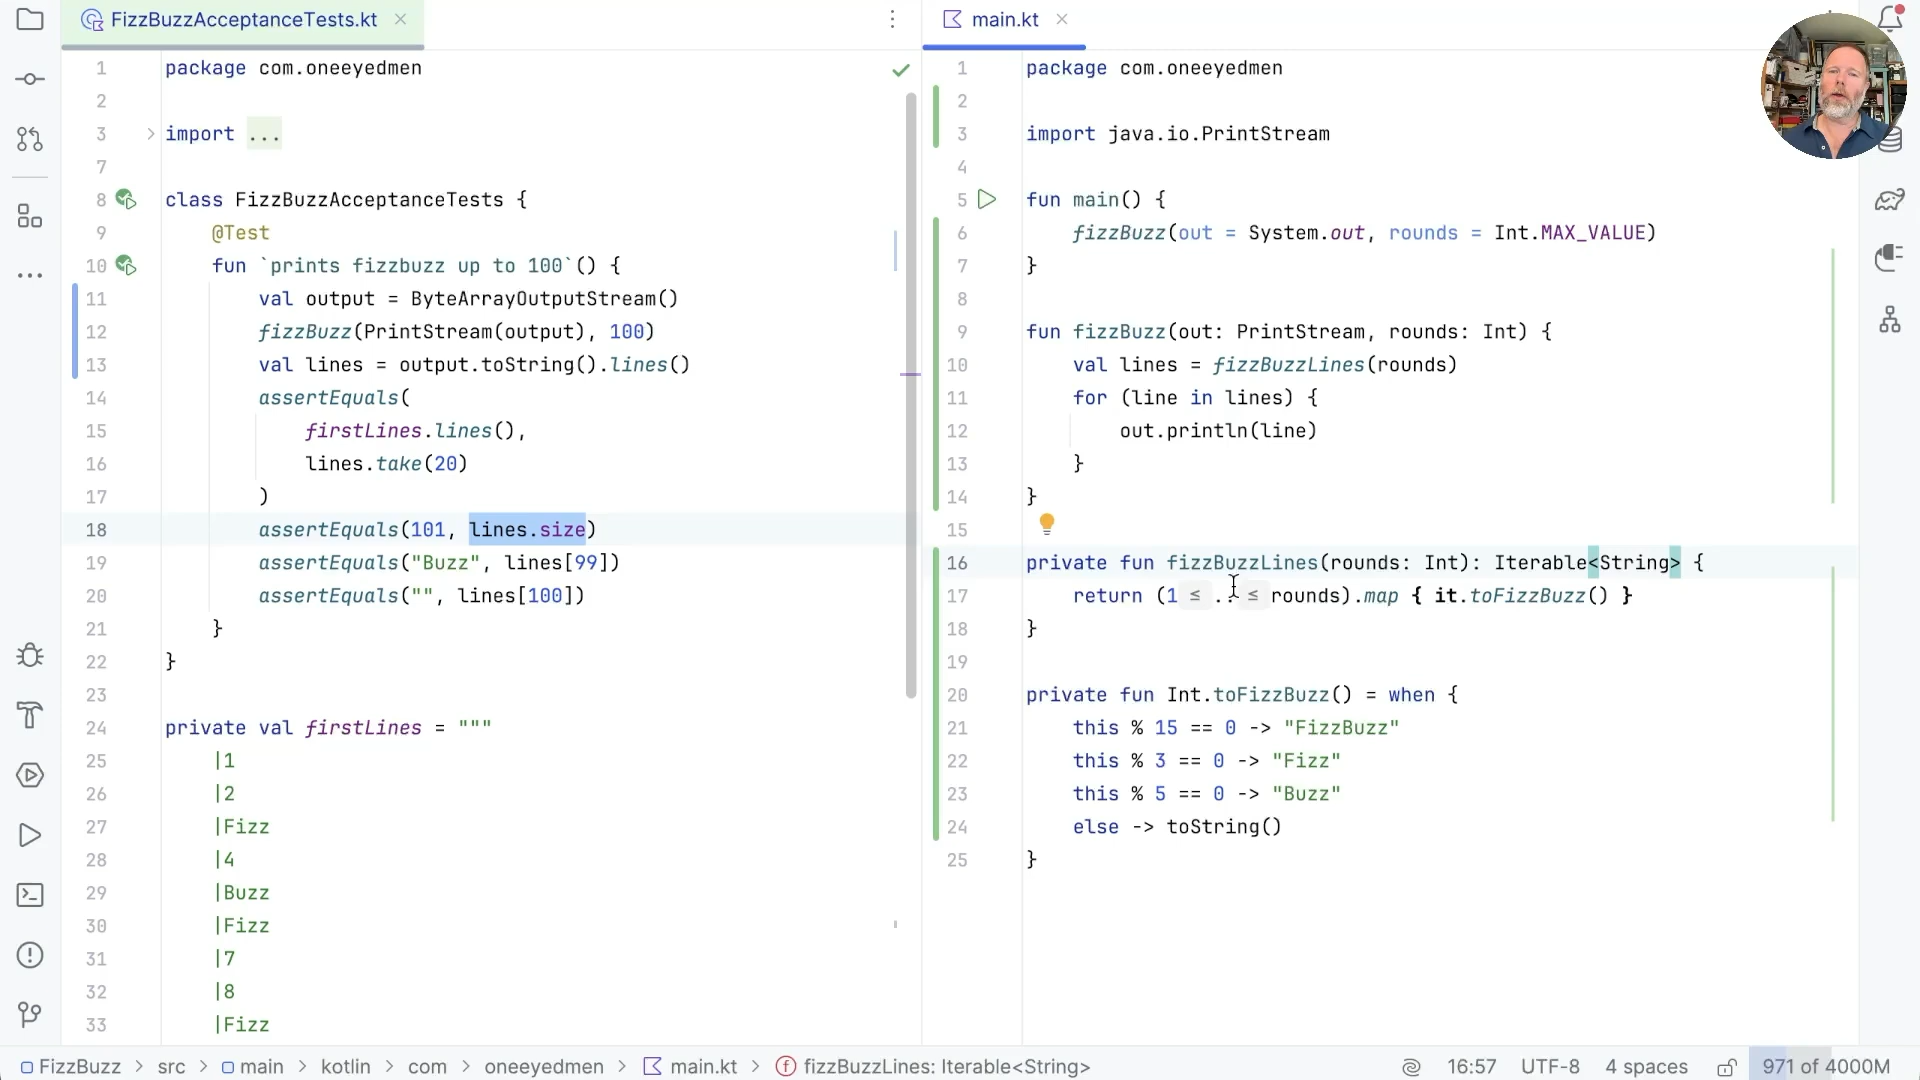 FizzBuzzAcceptanceTests.kt
main.kt
1 package com.oneeyedmen
2
3 import ...
7
8 class FizzBuzzAcceptanceTests {
9 @Test
10 fun `prints fizzbuzz up to 100`() {
11 val output = ByteArrayOutputStream()
12 fizzBuzz(PrintStream(output), 100)
13 val lines = output.toString().lines()
14 assertEquals(
15 firstLines.lines(),
16 lines.take(20)
17 )
18 assertEquals(101, lines.size)
19 assertEquals("Buzz", lines[99])
20 assertEquals("", lines[100])
21 }
22 }
23
24 private val firstLines = """
25 |1
26 |2
27 |Fizz
28 |4
29 |Buzz
30 |Fizz
31 |7
32 |8
33 |Fizz
1 package com.oneeyedmen
2
3 import java.io.PrintStream
4
5 fun main() {
6 fizzBuzz(out = System.out, rounds = Int.MAX_VALUE)
7 }
8
9 fun fizzBuzz(out: PrintStream, rounds: Int) {
10 val lines = fizzBuzzLines(rounds)
11 for (line in lines) {
12 out.println(line)
13 }
14 }
15
16 private fun fizzBuzzLines(rounds: Int): Iterable<String> {
17 return (1 ≤ .. ≤ rounds).map { it.toFizzBuzz() }
18 }
19
20 private fun Int.toFizzBuzz() = when {
21 this % 15 == 0 -> "FizzBuzz"
22 this % 3 == 0 -> "Fizz"
23 this % 5 == 0 -> "Buzz"
24 else -> toString()
25 }
FizzBuzz > src > main > kotlin > com > oneeyedmen > main.kt > fizzBuzzLines: Iterable<String>
16:57 UTF-8 4 spaces 971 of 4000M